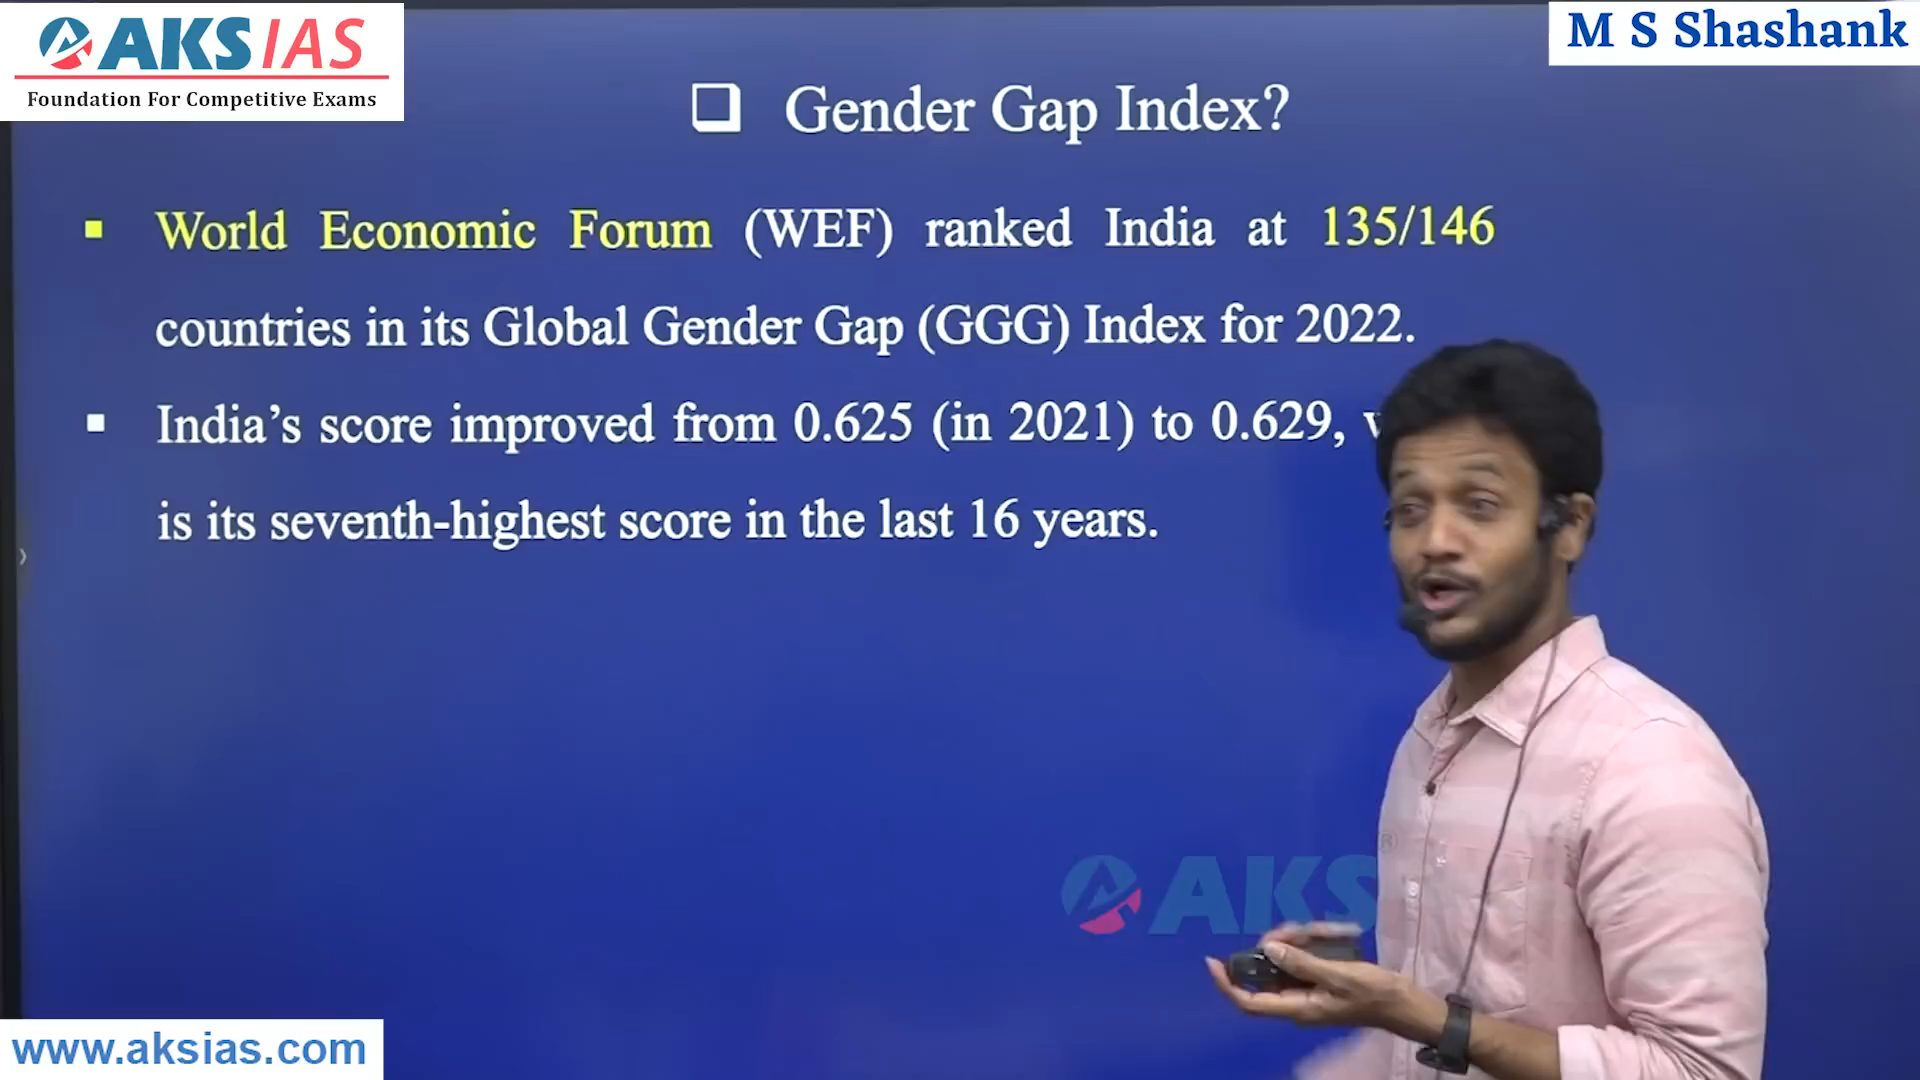 AKS IAS
Foundation For Competitive Exams
M S Shashank
Gender Gap Index?
World Economic Forum (WEF) ranked India at 135/146
countries in its Global Gender Gap (GGG) Index for 2022.
India's score improved from 0.625 (in 2021) to 0.629,
is its seventh-highest score in the last 16 years.
AKS
www.aksias.com